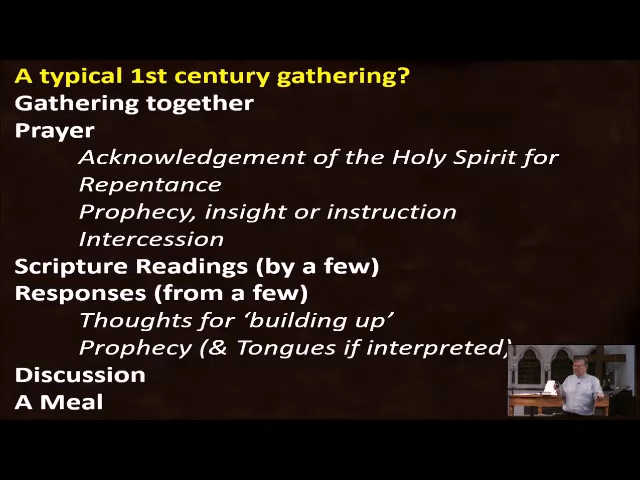 A typical 1st century gathering?
Gathering together
Prayer
Acknowledgement of the Holy Spirit for
Repentance
Prophecy, insight or instruction
Intercession
Scripture Readings (by a few)
Responses (from a few)
Thoughts for ‘building up’
Prophecy (& Tongues if interpreted)
Discussion
A Meal